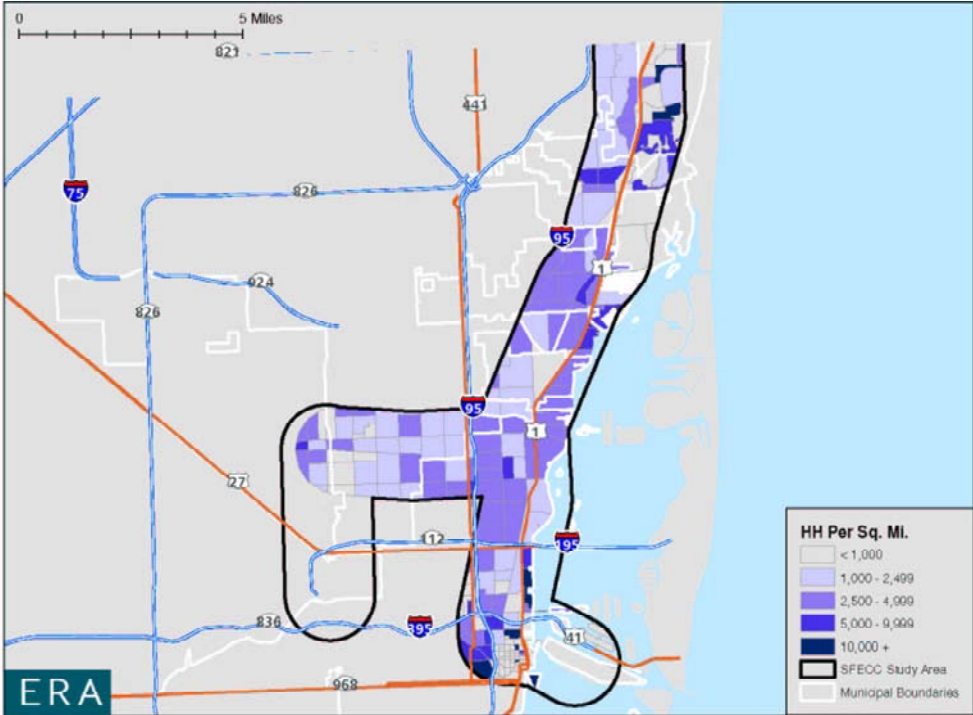 0 5 Miles
821
441
75
826
95
924
1
826
95
1
27
112
195
836
395
41
968
ERA
HH Per Sq. Mi.
< 1,000
1,000 - 2,499
2,500 - 4,999
5,000 - 9,999
10,000 +
SFECC Study Area
Municipal Boundaries